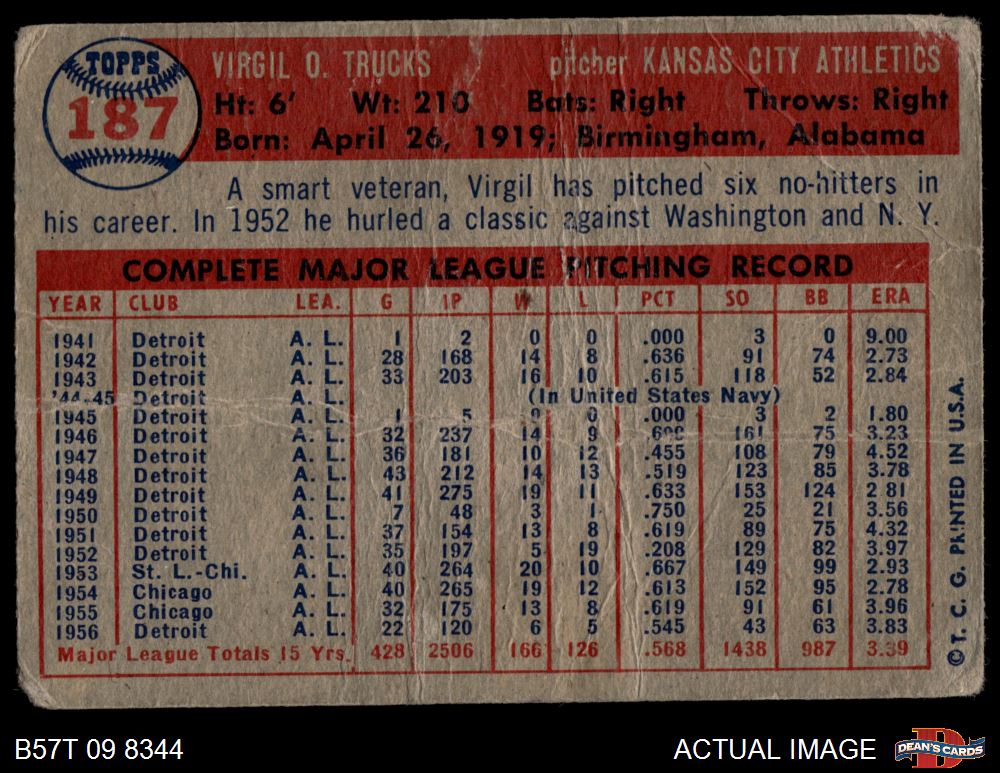 TOPPS
187
VIRGIL O. TRUCKS pitcher KANSAS CITY ATHLETICS
Ht: 6' Wt: 210 Bats: Right Throws: Right
Born: April 26, 1919; Birmingham, Alabama
A smart veteran, Virgil has pitched six no-hitters in
his career. In 1952 he hurled a classic against Washington and N. Y.
COMPLETE MAJOR LEAGUE PITCHING RECORD
YEAR CLUB LEA. G IP W L PCT SO BB ERA
1941 Detroit A. L. 1 2 0 0 .000 3 0 9.00
1942 Detroit A. L. 28 168 14 8 .636 91 74 2.73
1943 Detroit A. L. 33 203 16 10 .615 118 52 2.84
'44-45 Detroit A. L. (In United States Navy)
1945 Detroit A. L. 1 5 0 0 .000 3 2 1.80
1946 Detroit A. L. 32 237 14 9 161 75 3.23
1947 Detroit A. L. 36 181 10 12 .455 108 79 4.52
1948 Detroit A. L. 43 212 14 13 .519 123 85 3.78
1949 Detroit A. L. 41 275 19 11 .633 153 124 2.81
1950 Detroit A. L. 7 48 3 1 .750 25 21 3.56
1951 Detroit A. L. 37 154 13 8 .619 89 75 4.32
1952 Detroit A. L. 35 197 5 19 .208 129 82 3.97
1953 St. L.-Chi. A. L. 40 264 20 10 .667 149 99 2.93
1954 Chicago A. L. 40 265 19 12 .613 152 95 2.78
1955 Chicago A. L. 32 175 13 8 .619 91 61 3.96
1956 Detroit A. L. 22 120 6 5 .545 43 63 3.83
Major League Totals 15 Yrs. 428 2506 166 126 .568 1438 987 3.39
© T. C. G. PRINTED IN U.S.A.
B57T 09 8344 ACTUAL IMAGE
DEAN'S CARDS